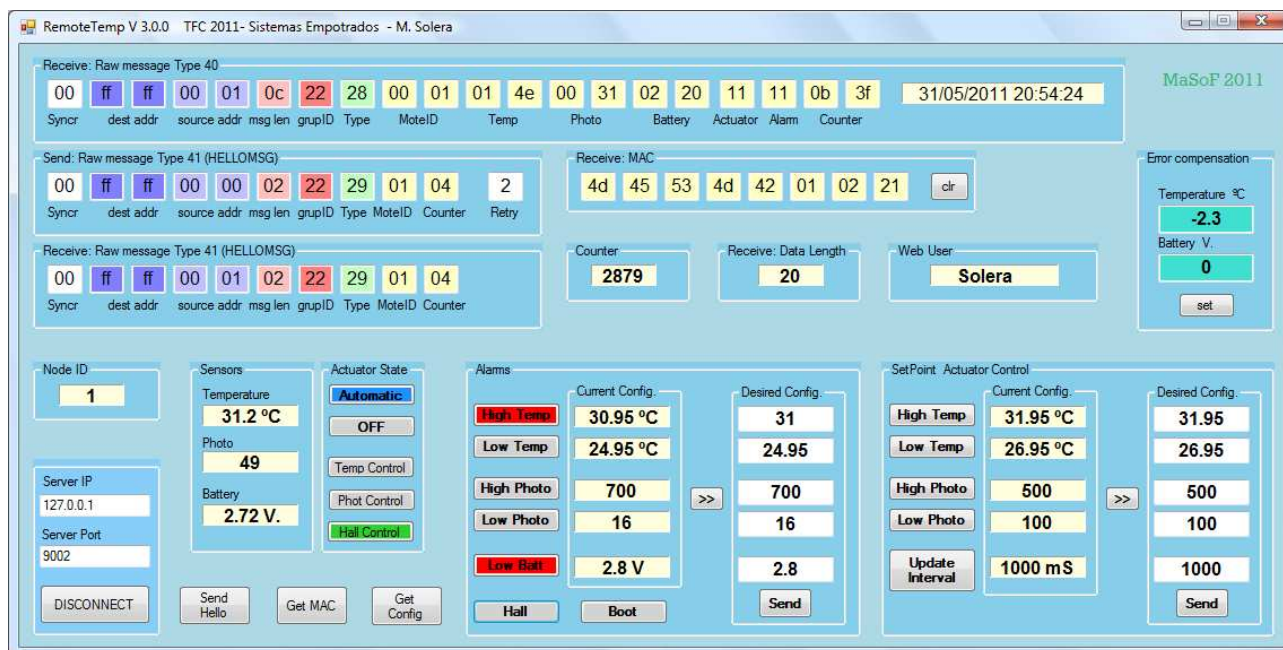 RemoteTemp V 3.0.0 TFC 2011- Sistemas Empotrados - M. Solera
MaSoF 2011
Receive: Raw message Type 40
00 ff ff 00 01 0c 22 28 00 01 01 4e 00 31 02 20 11 11 0b 3f 31/05/2011 20:54:24
Syncr dest addr source addr msg len grupID Type MoteID Temp Photo Battery Actuator Alarm Counter
Send: Raw message Type 41 (HELLOMSG)
00 ff ff 00 00 02 22 29 01 04 2
Syncr dest addr source addr msg len grupID Type MoteID Counter Retry
Receive: MAC
4d 45 53 4d 42 01 02 21 clr
Error compensation
Temperature ºC
-2.3
Battery V.
0
set
Receive: Raw message Type 41 (HELLOMSG)
00 ff ff 00 01 02 22 29 01 04
Syncr dest addr source addr msg len grupID Type MoteID Counter
Counter
2879
Receive: Data Length
20
Web User
Solera
Node ID
1
Server IP
127.0.0.1
Server Port
9002
DISCONNECT
Sensors
Temperature
31.2 ºC
Photo
49
Battery
2.72 V.
Actuator State
Automatic
OFF
Temp Control
Phot Control
Hall Control
Send
Hello
Get MAC
Get
Config
Alarms
Current Config. Desired Config.
High Temp 30.95 ºC 31
Low Temp 24.95 ºC 24.95
High Photo 700 >> 700
Low Photo 16 16
Low Batt 2.8 V 2.8
Hall Boot Send
SetPoint Actuator Control
Current Config. Desired Config.
High Temp 31.95 ºC 31.95
Low Temp 26.95 ºC 26.95
High Photo 500 >> 500
Low Photo 100 100
Update
Interval 1000 mS 1000
Send